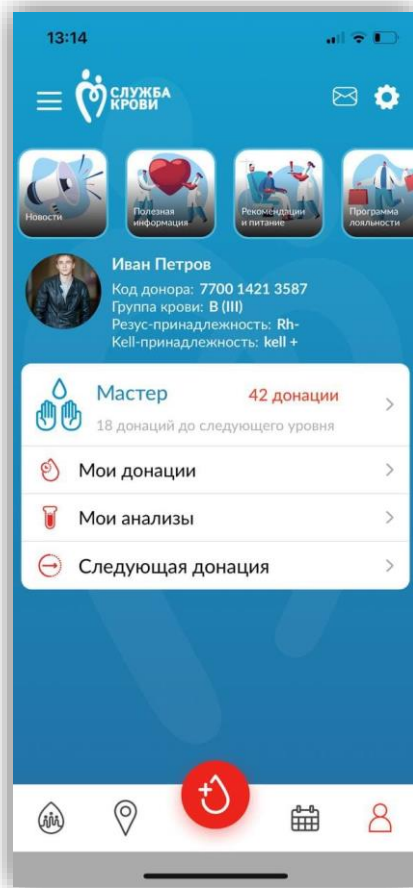 13:14
СЛУЖБА
КРОВИ
Новости
Полезная
информация
Рекомендации
и питание
Программа
лояльности
Иван Петров
Код донора: 7700 1421 3587
Группа крови: B (III)
Резус-принадлежность: Rh-
Kell-принадлежность: kell +
Мастер 42 донации
18 донаций до следующего уровня
Мои донации
Мои анализы
Следующая донация